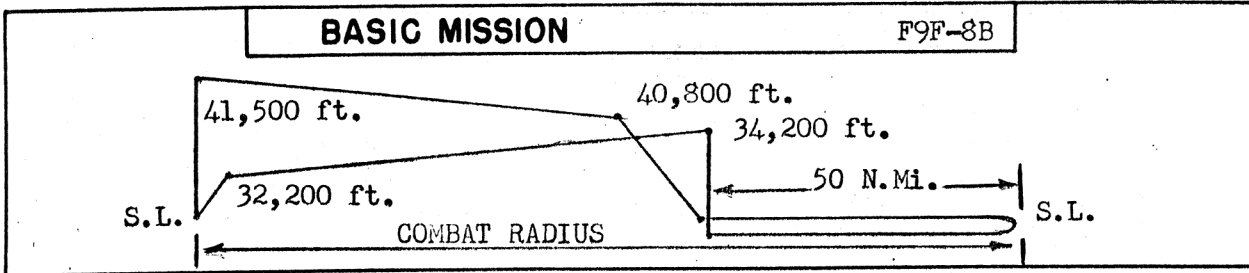 BASIC MISSION F9F-8B
41,500 ft.
40,800 ft.
34,200 ft.
32,200 ft.
50 N.Mi.
S.L.
S.L.
COMBAT RADIUS